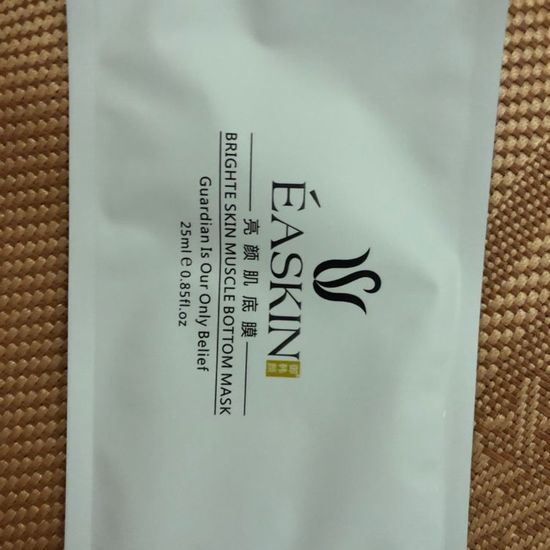 ÉASKIN
亮颜肌底膜
BRIGHTE SKIN MUSCLE BOTTOM MASK
Guardian Is Our Only Belief
25ml e 0.85fl.oz